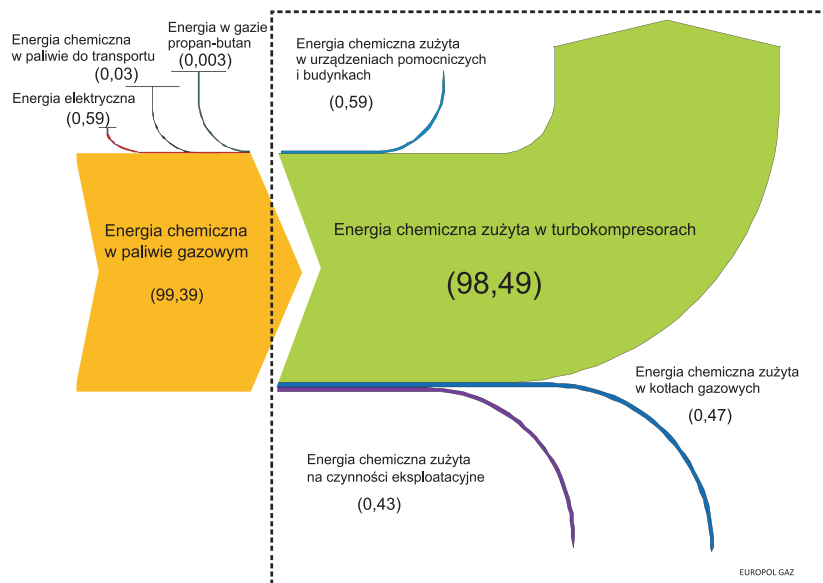 Energia chemiczna
w paliwie do transportu
(0,03)
Energia w gazie
propan-butan
(0,003)
Energia elektryczna
(0,59)
Energia chemiczna zużyta
w urządzeniach pomocniczych
i budynkach
(0,59)
Energia chemiczna
w paliwie gazowym
(99,39)
Energia chemiczna zużyta w turbokompresorach
(98,49)
Energia chemiczna zużyta
w kotłach gazowych
(0,47)
Energia chemiczna zużyta
na czynności eksploatacyjne
(0,43)
EUROPOL GAZ